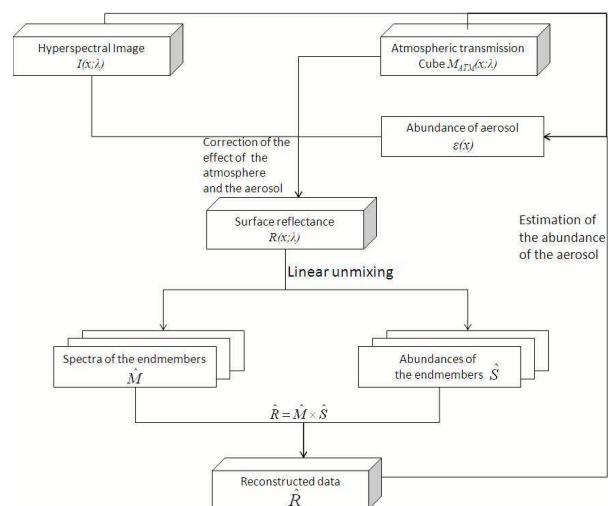 Hyperspectral Image
I(x;λ)
Atmospheric transmission
Cube M_ATM(x;λ)
Abundance of aerosol
ε(x)
Correction of the
effect of the
atmosphere
and the aerosol
Surface reflectance
R(x;λ)
Estimation of
the abundance
of the aerosol
Linear unmixing
Spectra of the endmembers
M̂
Abundances of
the endmembers Ŝ
R̂ = M̂ × Ŝ
Reconstructed data
R̂